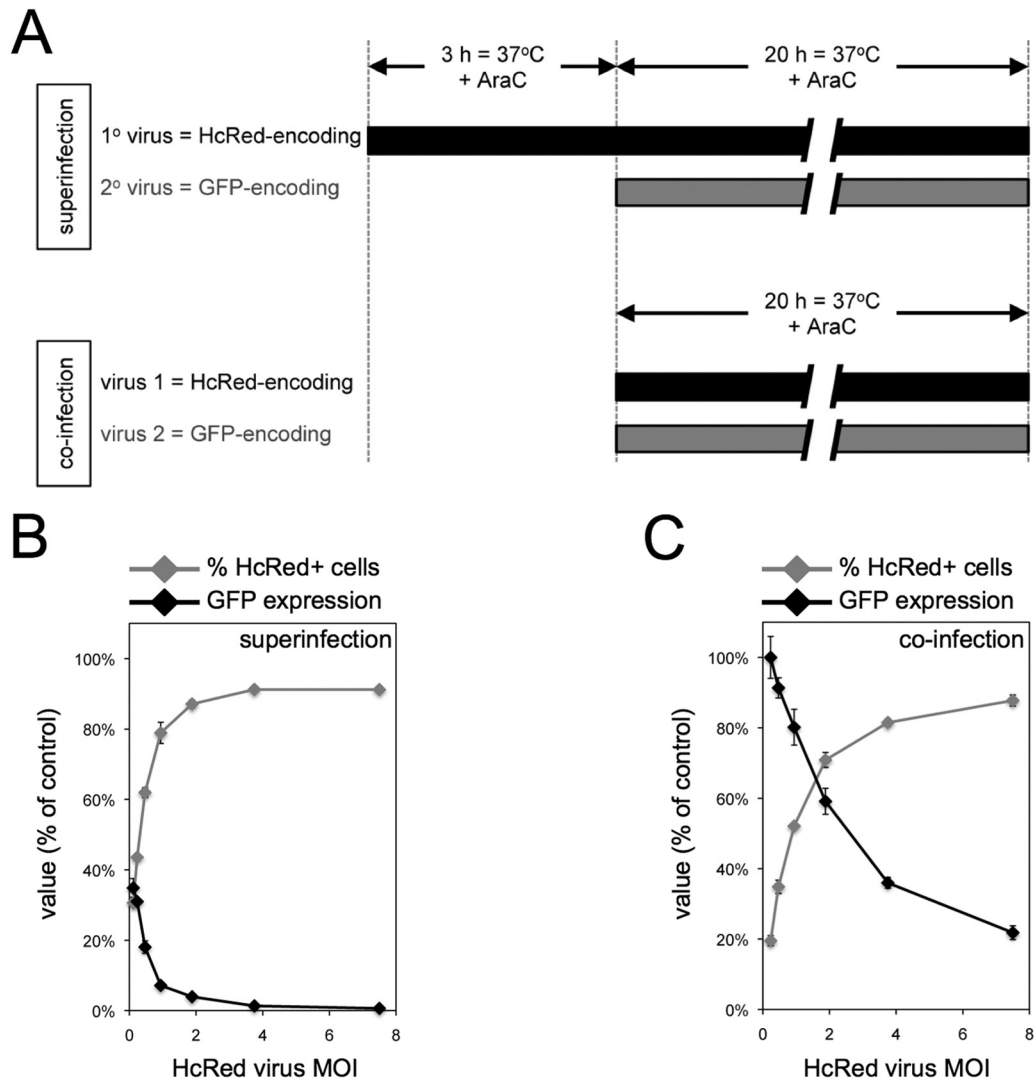 A
3 h = 37°C
+ AraC
20 h = 37°C
+ AraC
superinfection
1° virus = HcRed-encoding
2° virus = GFP-encoding
20 h = 37°C
+ AraC
co-infection
virus 1 = HcRed-encoding
virus 2 = GFP-encoding
B
% HcRed+ cells
GFP expression
superinfection
value (% of control)
100%
80%
60%
40%
20%
0%
0 2 4 6 8
HcRed virus MOI
C
% HcRed+ cells
GFP expression
co-infection
value (% of control)
100%
80%
60%
40%
20%
0%
0 2 4 6 8
HcRed virus MOI